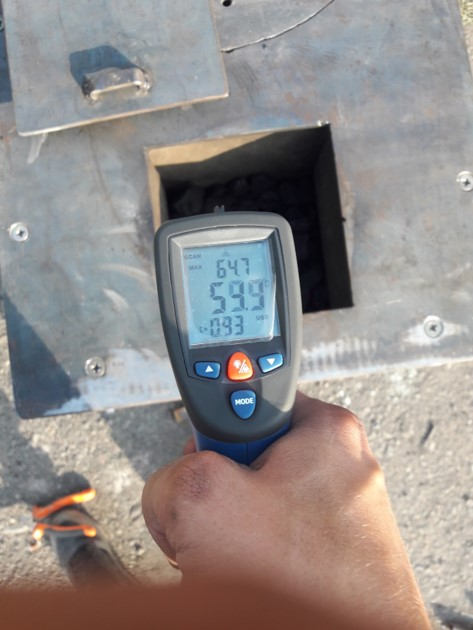 SCAN
MAX 64.7
59.9
ε= 0.93
MODE